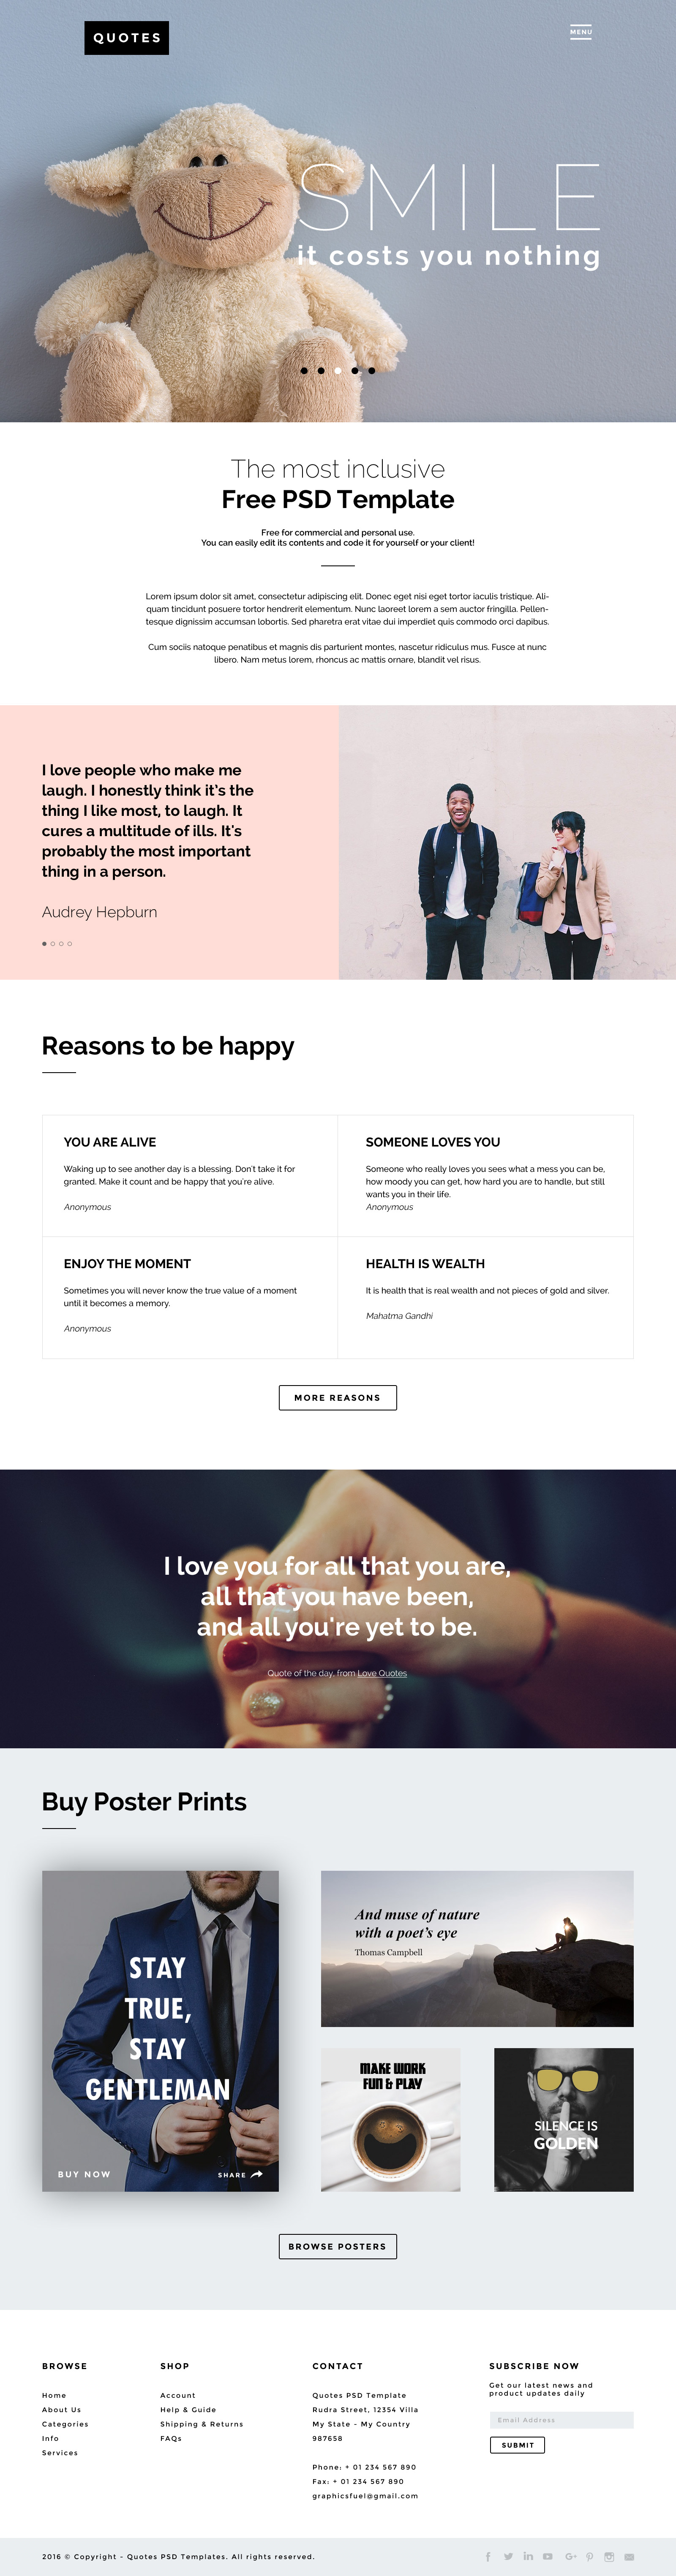 QUOTES
MENU
SMILE
it costs you nothing
The most inclusive
Free PSD Template
Free for commercial and personal use.
You can easily edit its contents and code it for yourself or your client!
Lorem ipsum dolor sit amet, consectetur adipiscing elit. Donec eget nisi eget tortor iaculis tristique. Ali-
quam tincidunt posuere tortor hendrerit elementum. Nunc laoreet lorem a sem auctor fringilla. Pellen-
tesque dignissim accumsan lobortis. Sed pharetra erat vitae dui imperdiet quis commodo orci dapibus.
Cum sociis natoque penatibus et magnis dis parturient montes, nascetur ridiculus mus. Fusce at nunc
libero. Nam metus lorem, rhoncus ac mattis ornare, blandit vel risus.
I love people who make me
laugh. I honestly think it's the
thing I like most, to laugh. It
cures a multitude of ills. It's
probably the most important
thing in a person.
Audrey Hepburn
Reasons to be happy
YOU ARE ALIVE
Waking up to see another day is a blessing. Don't take it for
granted. Make it count and be happy that you're alive.
Anonymous
SOMEONE LOVES YOU
Someone who really loves you sees what a mess you can be,
how moody you can get, how hard you are to handle, but still
wants you in their life.
Anonymous
ENJOY THE MOMENT
Sometimes you will never know the true value of a moment
until it becomes a memory.
Anonymous
HEALTH IS WEALTH
It is health that is real wealth and not pieces of gold and silver.
Mahatma Gandhi
MORE REASONS
I love you for all that you are,
all that you have been,
and all you're yet to be.
Quote of the day, from Love Quotes
Buy Poster Prints
STAY
TRUE,
STAY
GENTLEMAN
BUY NOW
SHARE
And muse of nature
with a poet's eye
Thomas Campbell
MAKE WORK
FUN & PLAY
SILENCE IS
GOLDEN
BROWSE POSTERS
BROWSE
Home
About Us
Categories
Info
Services
SHOP
Account
Help & Guide
Shipping & Returns
FAQs
CONTACT
Quotes PSD Template
Rudra Street, 12354 Villa
My State - My Country
987658
Phone: + 01 234 567 890
Fax: + 01 234 567 890
graphicsfuel@gmail.com
SUBSCRIBE NOW
Get our latest news and
product updates daily
Email Address
SUBMIT
2016 © Copyright - Quotes PSD Templates. All rights reserved.